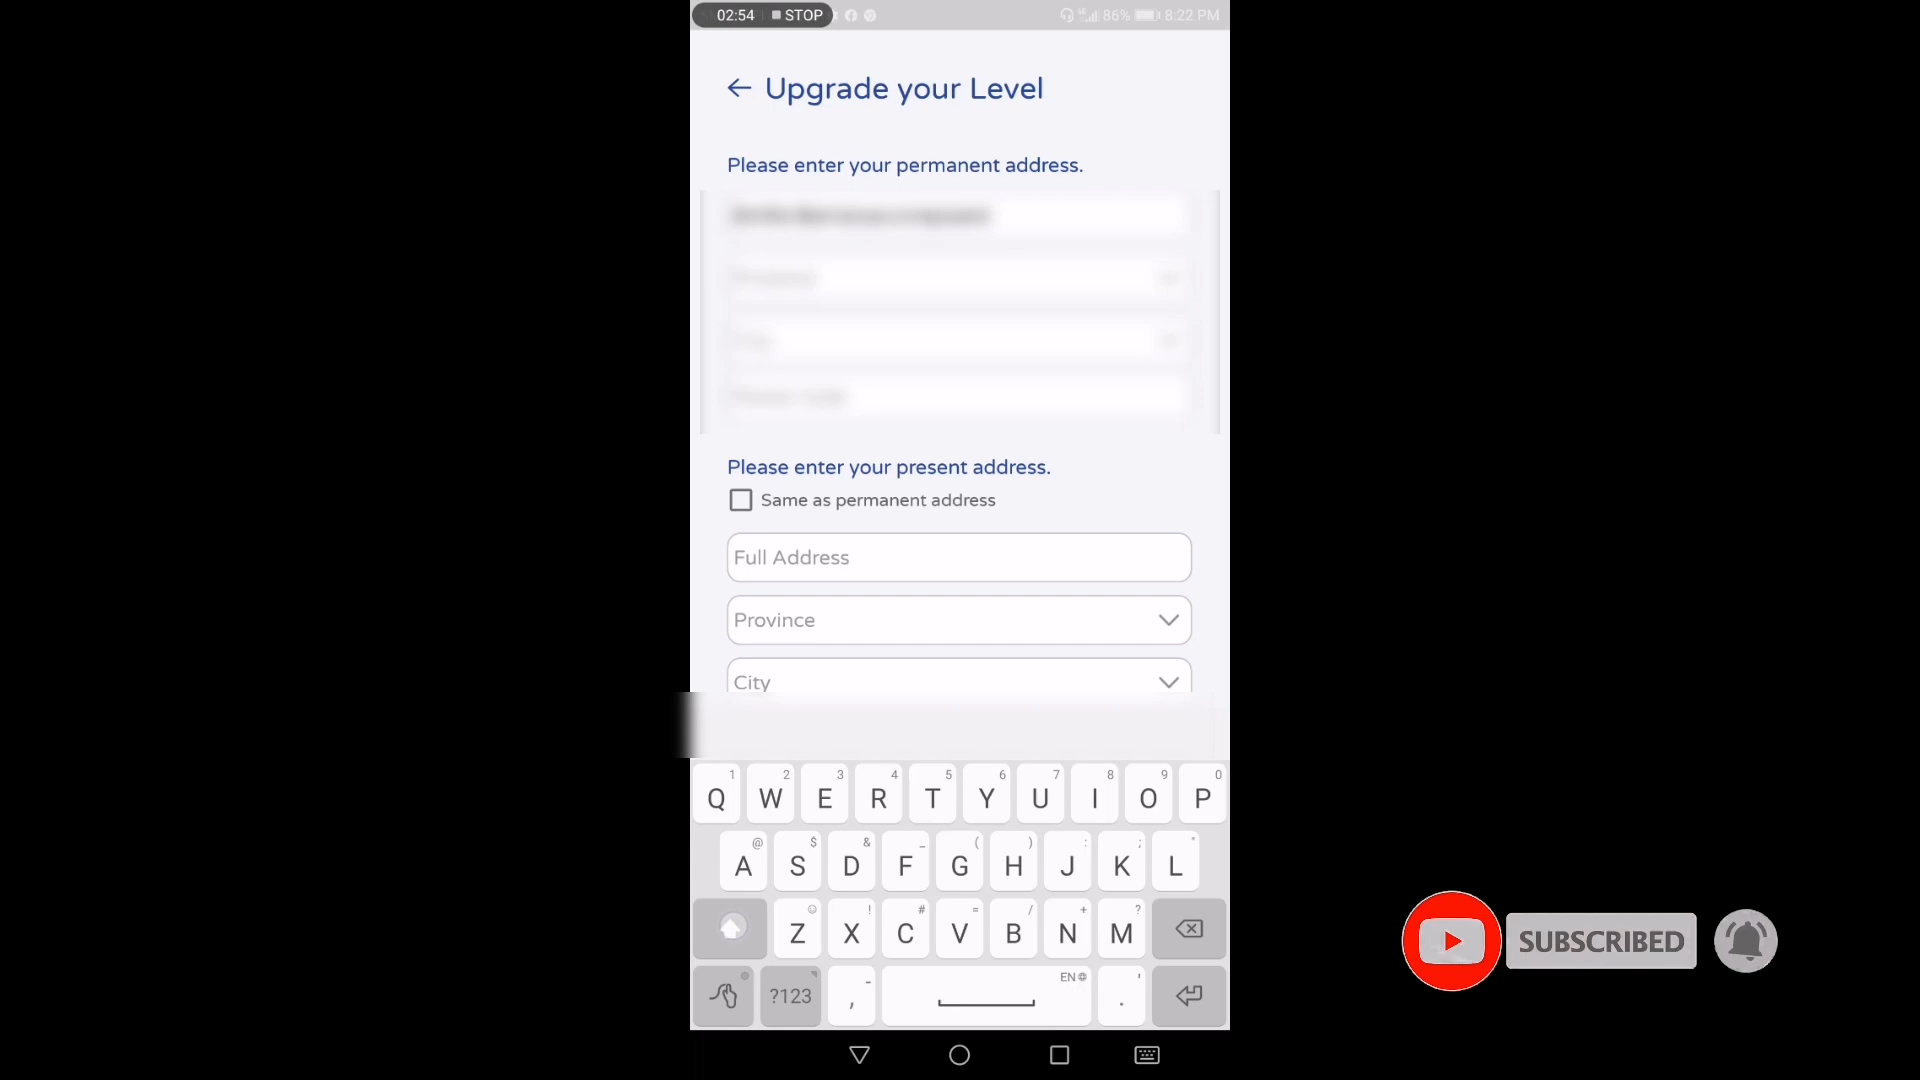 02:54 STOP 86% 8:22 PM
Upgrade your Level
Please enter your permanent address.
Please enter your present address.
Same as permanent address
Full Address
Province
City
1 2 3 4 5 6 7 8 9 0
Q W E R T Y U I O P
@ $ & _ ( ) : ; "
A S D F G H J K L
! # = / + ?
Z X C V B N M
EN
?123 , - . '
SUBSCRIBED